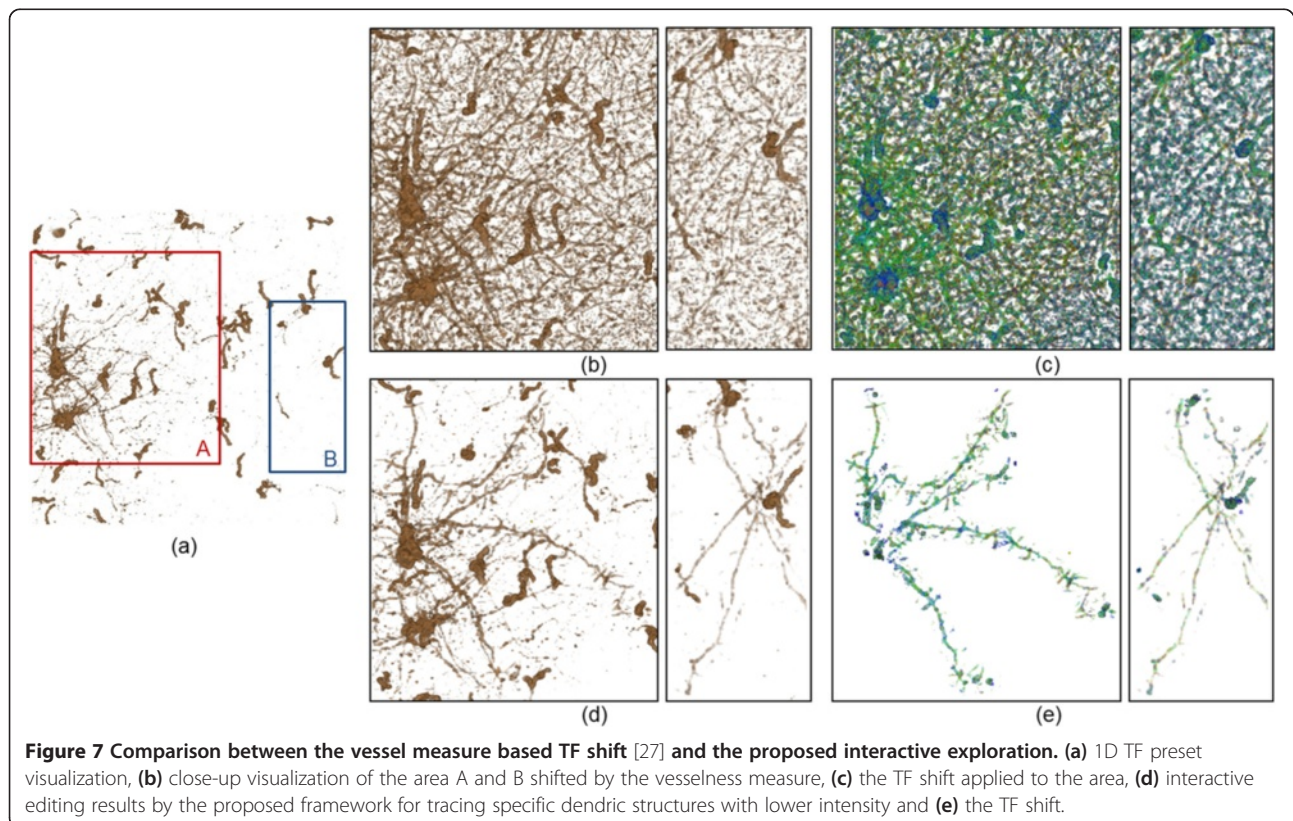 A
B
(a)
(b)
(c)
(d)
(e)
Figure 7 Comparison between the vessel measure based TF shift [27] and the proposed interactive exploration. (a) 1D TF preset
visualization, (b) close-up visualization of the area A and B shifted by the vesselness measure, (c) the TF shift applied to the area, (d) interactive
editing results by the proposed framework for tracing specific dendric structures with lower intensity and (e) the TF shift.